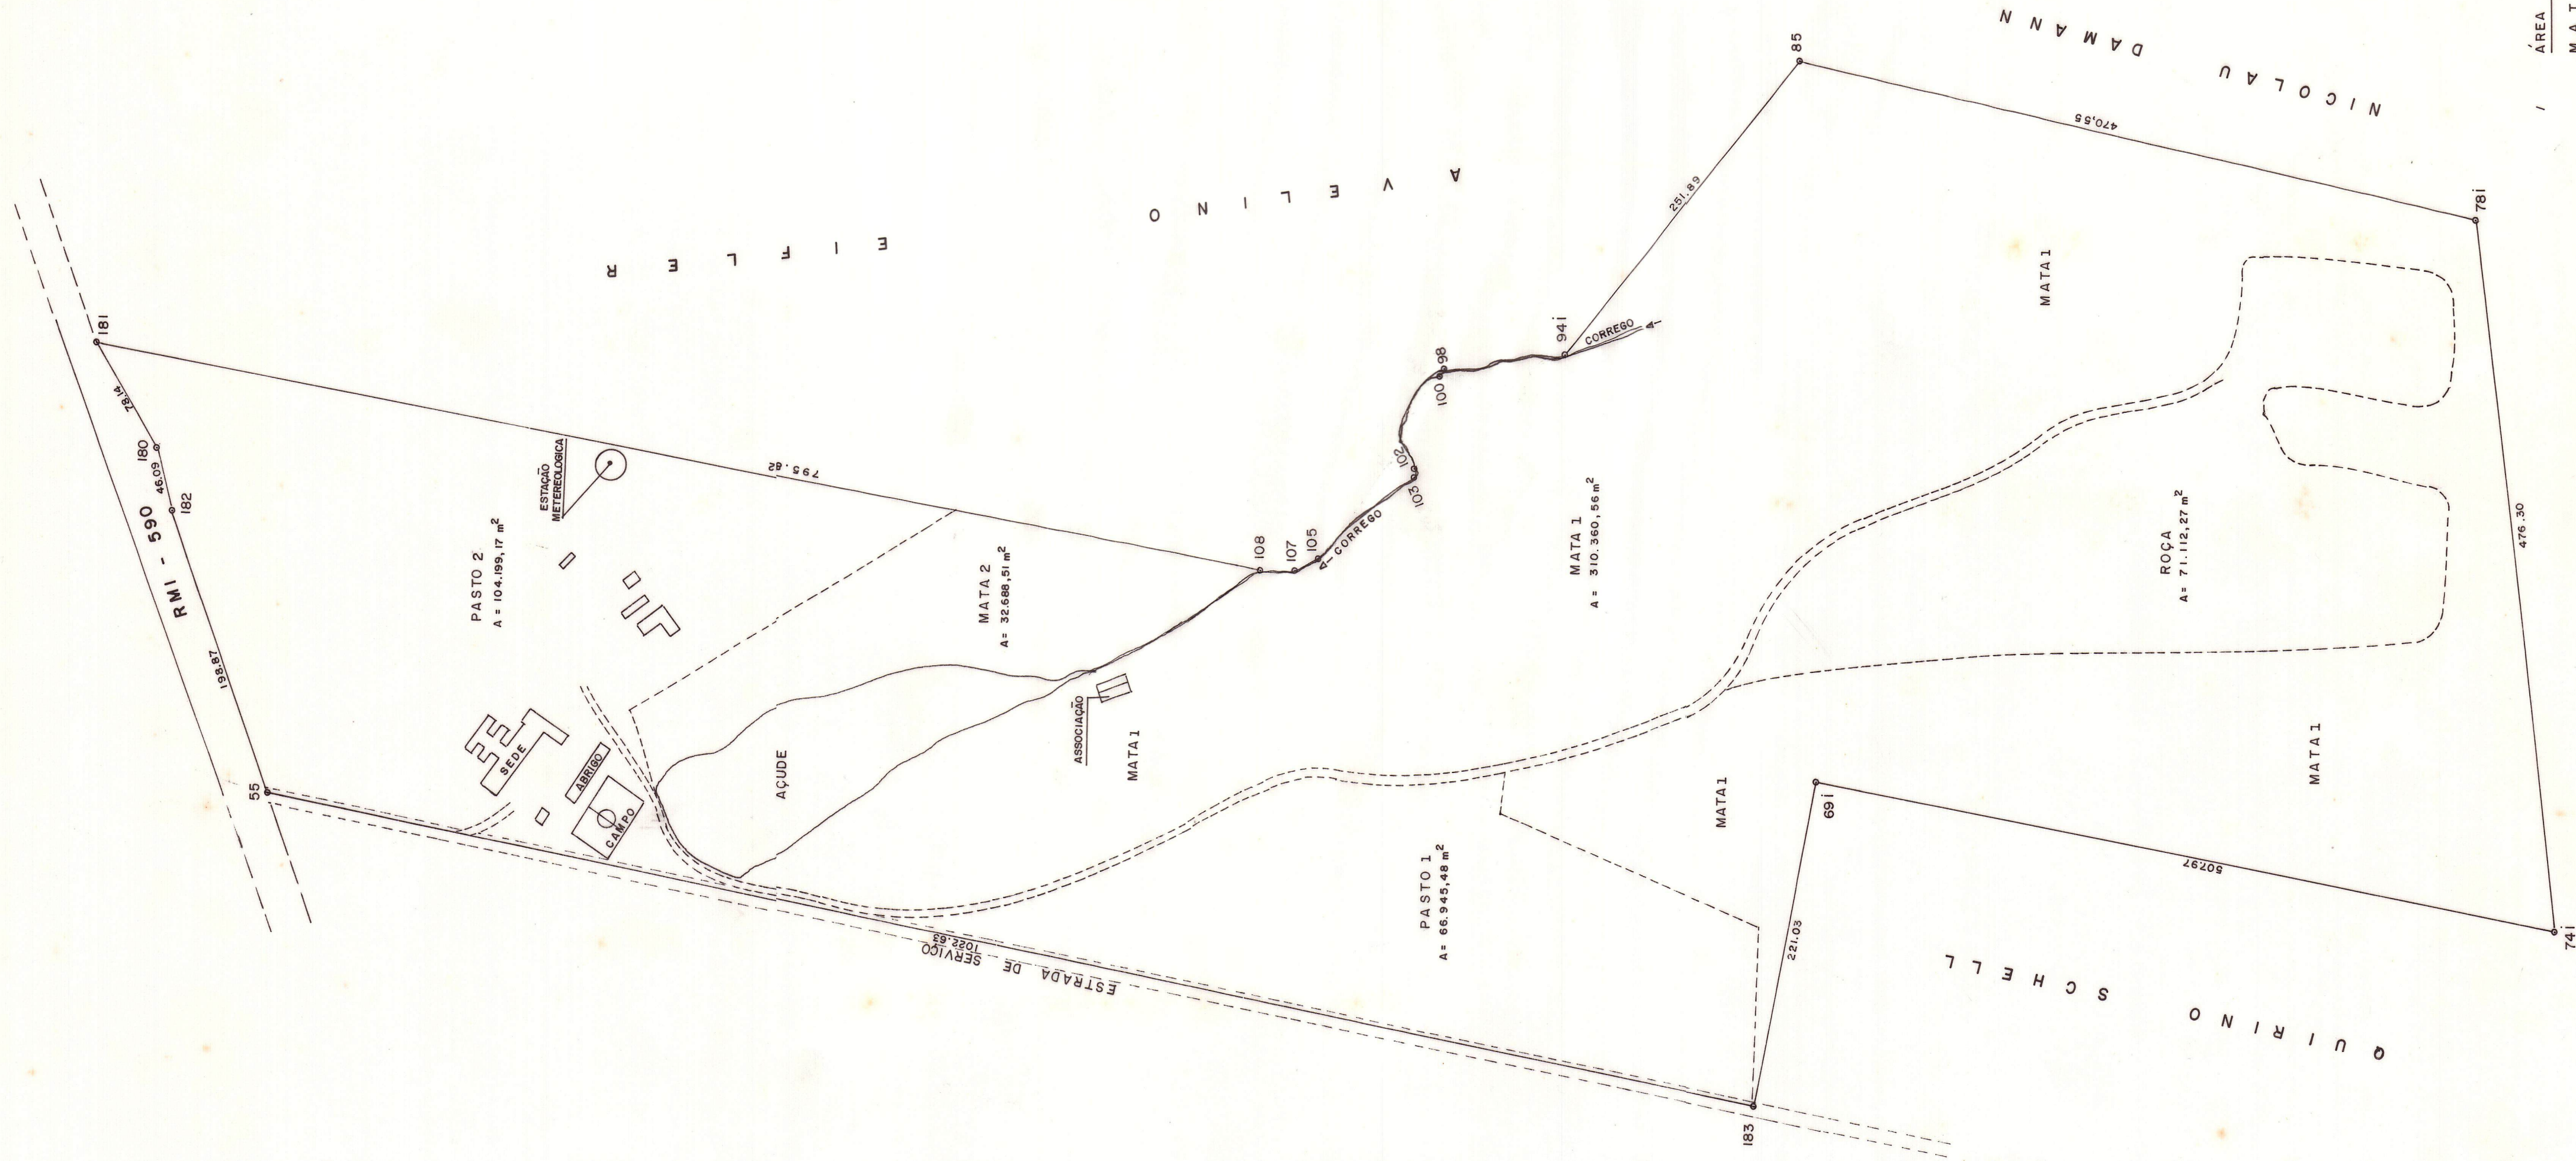 RMI - 590
181
78.14
180
46.09
182
198.87
55
PASTO 2
A = 104.199,17 m²
ESTAÇÃO
METEREOLOGICA
795.82
SEDE
ABRIGO
CAMPO
AÇUDE
MATA 2
A = 32.688,51 m²
ASSOCIAÇÃO
MATA 1
108
107
105
CORREGO
103
102
100
98
94i
CORREGO
251.89
85
470,55
78i
476.30
74i
507.97
69i
221.03
183
1022.63
ESTRADA DE SERVIÇO
PASTO 1
A = 66.945,48 m²
MATA 1
A = 310.360,56 m²
MATA 1
MATA 1
MATA 1
ROÇA
A = 71.112,27 m²
AVELINO EIFLER
NICOLAU DAMANN
QUIRINO SCHELL
ÁREA